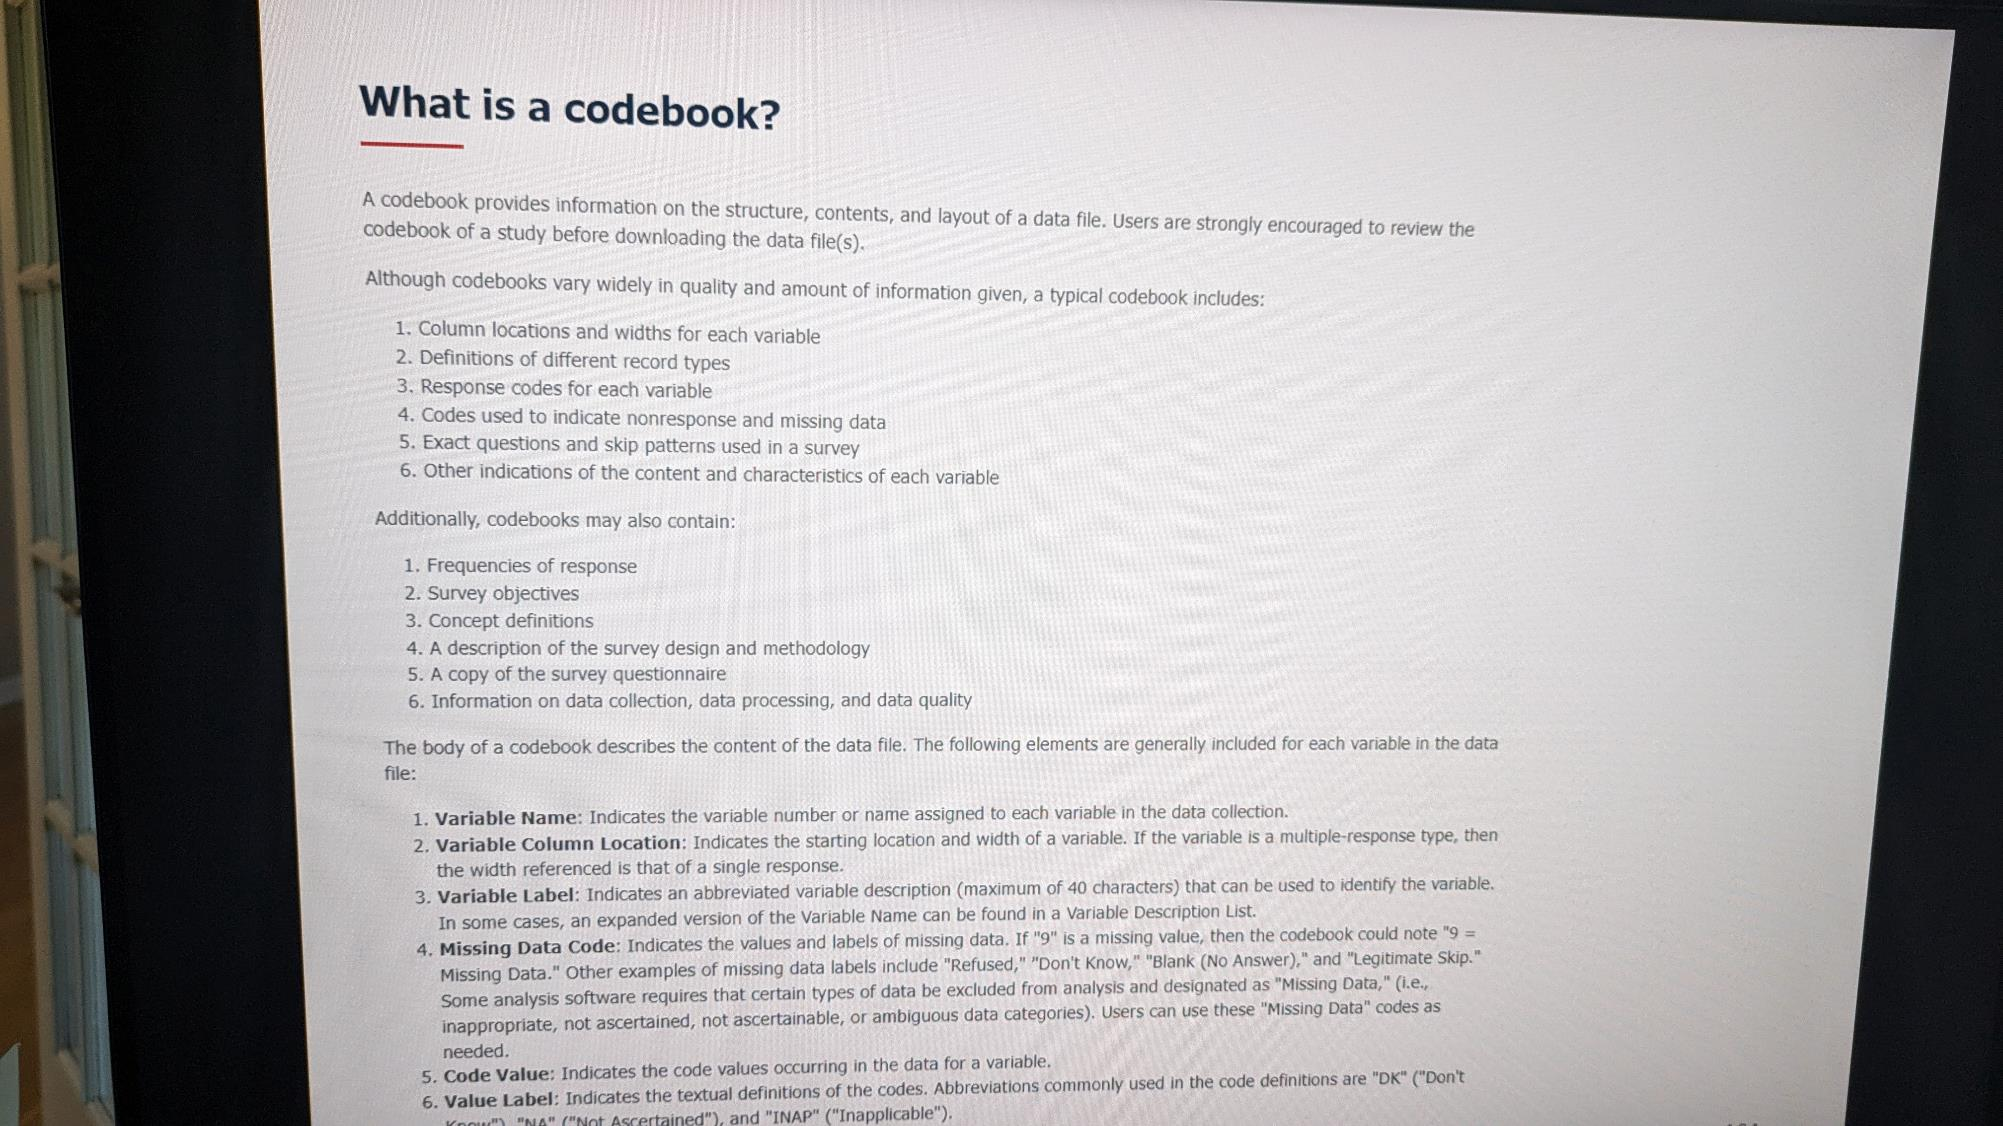 What is a codebook?
A codebook provides information on the structure, contents, and layout of a data file. Users are strongly encouraged to review the
codebook of a study before downloading the data file(s).
Although codebooks vary widely in quality and amount of information given, a typical codebook includes:
1. Column locations and widths for each variable
2. Definitions of different record types
3. Response codes for each variable
4. Codes used to indicate nonresponse and missing data
5. Exact questions and skip patterns used in a survey
6. Other indications of the content and characteristics of each variable
Additionally, codebooks may also contain:
1. Frequencies of response
2. Survey objectives
3. Concept definitions
4. A description of the survey design and methodology
5. A copy of the survey questionnaire
6. Information on data collection, data processing, and data quality
The body of a codebook describes the content of the data file. The following elements are generally included for each variable in the data
file:
1. Variable Name: Indicates the variable number or name assigned to each variable in the data collection.
2. Variable Column Location: Indicates the starting location and width of a variable. If the variable is a multiple-response type, then
the width referenced is that of a single response.
3. Variable Label: Indicates an abbreviated variable description (maximum of 40 characters) that can be used to identify the variable.
In some cases, an expanded version of the Variable Name can be found in a Variable Description List.
4. Missing Data Code: Indicates the values and labels of missing data. If "9" is a missing value, then the codebook could note "9 =
Missing Data." Other examples of missing data labels include "Refused," "Don't Know," "Blank (No Answer)," and "Legitimate Skip."
Some analysis software requires that certain types of data be excluded from analysis and designated as "Missing Data," (i.e.,
inappropriate, not ascertained, not ascertainable, or ambiguous data categories). Users can use these "Missing Data" codes as
needed.
5. Code Value: Indicates the code values occurring in the data for a variable.
6. Value Label: Indicates the textual definitions of the codes. Abbreviations commonly used in the code definitions are "DK" ("Don't
Know"), "NA" ("Not Ascertained"), and "INAP" ("Inapplicable").